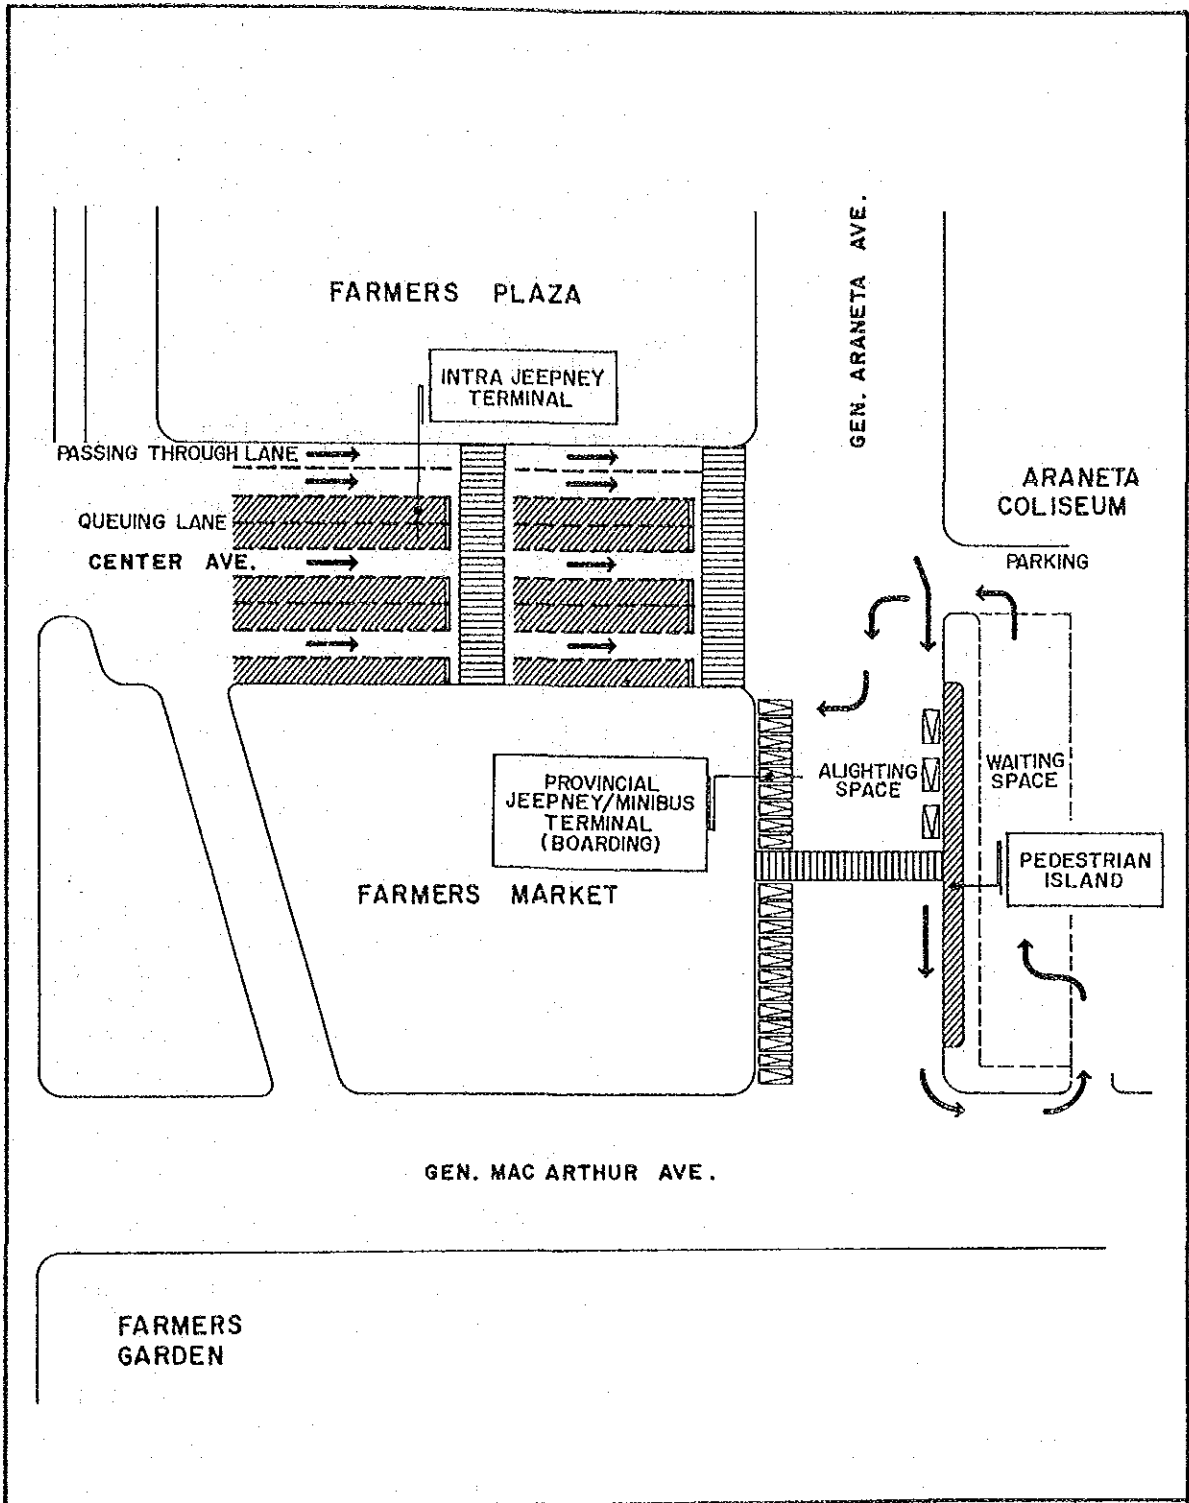 FARMERS PLAZA
GEN. ARANETA AVE.
INTRA JEEPNEY
TERMINAL
PASSING THROUGH LANE
QUEUING LANE
CENTER AVE.
ARANETA
COLISEUM
PARKING
PROVINCIAL
JEEPNEY/MINIBUS
TERMINAL
(BOARDING)
ALIGHTING
SPACE
WAITING
SPACE
PEDESTRIAN
ISLAND
FARMERS MARKET
GEN. MAC ARTHUR AVE.
FARMERS
GARDEN